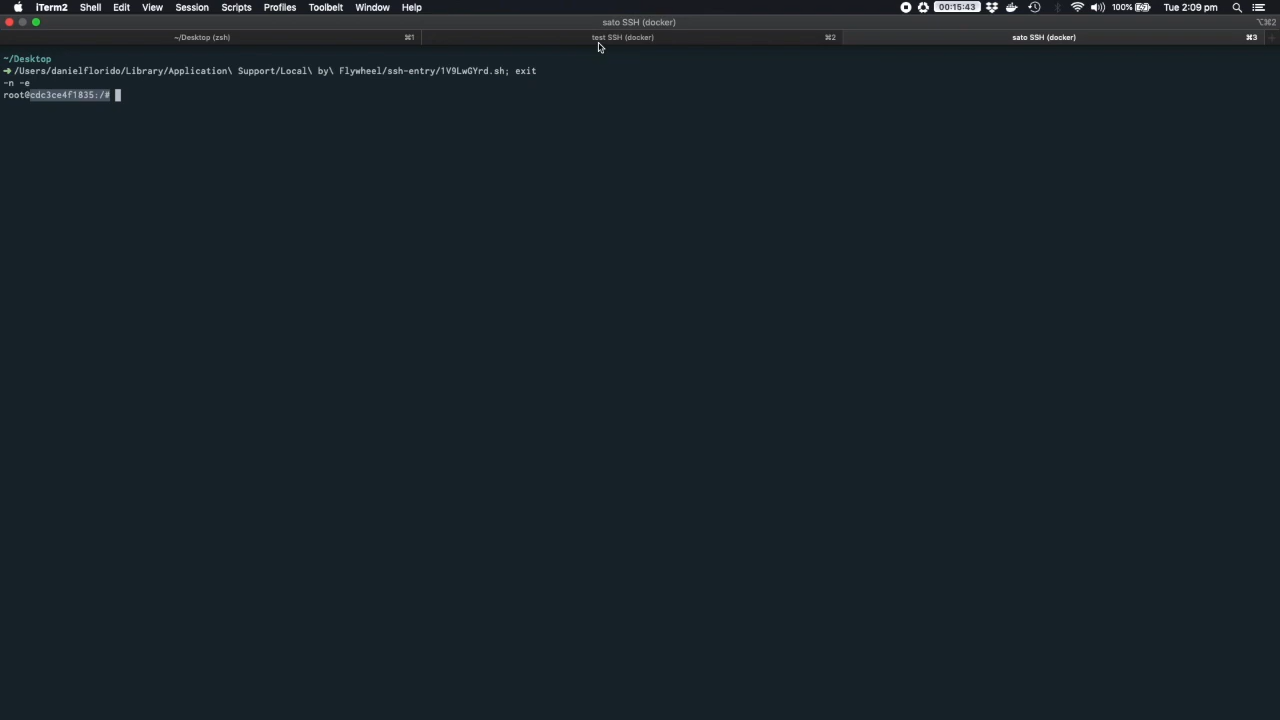 iTerm2 Shell Edit View Session Scripts Profiles Toolbelt Window Help 00:15:43 100% Tue 2:09 pm
sato SSH (docker) ⌥⌘2
~/Desktop (zsh) ⌘1 test SSH (docker) ⌘2 sato SSH (docker) ⌘3
~/Desktop
➜ /Users/danielflorido/Library/Application\ Support/Local\ by\ Flywheel/ssh-entry/1V9LwGYrd.sh; exit
-n -e
root@cdc3ce4f1835:/#